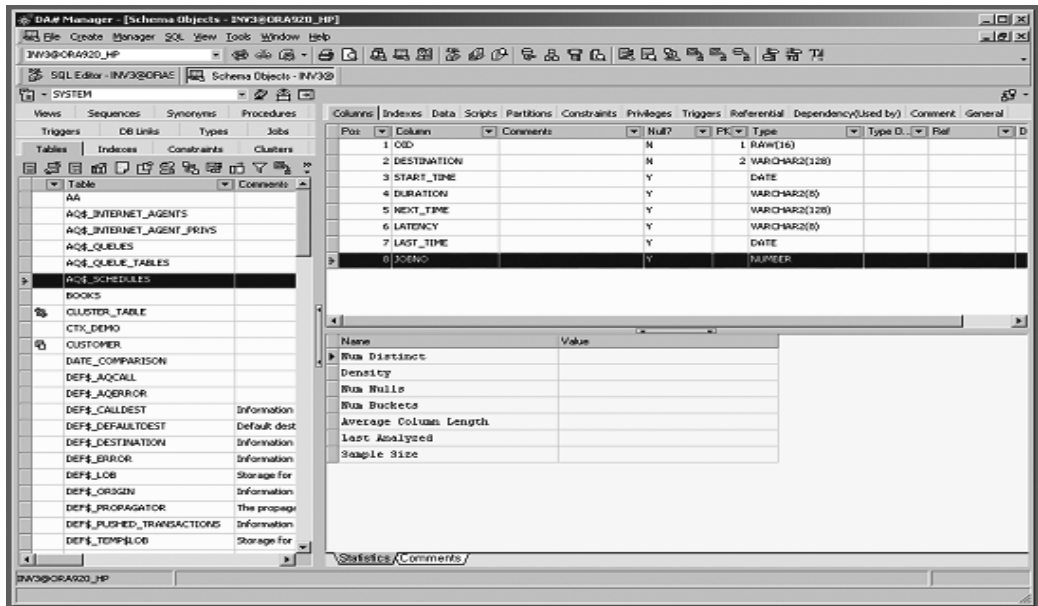 DA# Manager - [Schema Objects - INV3@ORA920_HP]
File Create Manager SQL View Tools Window Help
INV3@ORA920_HP
SQL Editor - INV3@ORAS Schema Objects - INV3@
SYSTEM
Views Sequences Synonyms Procedures
Triggers DB Links Types Jobs
Tables Indexes Constraints Clusters
Table Comments
AA
AQ$_INTERNET_AGENTS
AQ$_INTERNET_AGENT_PRIVS
AQ$_QUEUES
AQ$_QUEUE_TABLES
AQ$_SCHEDULES
BOOKS
CLUSTER_TABLE
CTX_DEMO
CUSTOMER
DATE_COMPARISON
DEF$_AQCALL
DEF$_AQERROR
DEF$_CALLDEST Information
DEF$_DEFAULTDEST Default dest
DEF$_DESTINATION Information
DEF$_ERROR Information
DEF$_LOB Storage for
DEF$_ORIGIN Information
DEF$_PROPAGATOR The propaga
DEF$_PUSHED_TRANSACTIONS Information
DEF$_TEMP$LOB Storage for
Columns Indexes Data Scripts Partitions Constraints Privileges Triggers Referential Dependency(Used by) Comment General
Pos Column Comments Null? PK Type Type D... Ref D
1 OID N 1 RAW(16)
2 DESTINATION N 2 VARCHAR2(128)
3 START_TIME Y DATE
4 DURATION Y VARCHAR2(8)
5 NEXT_TIME Y VARCHAR2(128)
6 LATENCY Y VARCHAR2(8)
7 LAST_TIME Y DATE
8 JOBNO Y NUMBER
Name Value
Num Distinct
Density
Num Nulls
Num Buckets
Average Column Length
Last Analyzed
Sample Size
Statistics Comments
INV3@ORA920_HP